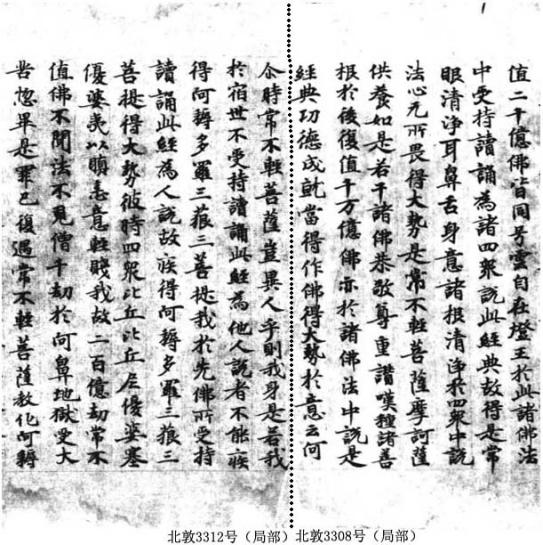 值二千億佛皆同号雲自在燈王於此諸佛法
中受持讀誦為諸四衆說此經典故得是常
眼清淨耳鼻舌身意諸根清淨於四衆中說
法心无所畏得大勢是常不輕菩薩摩訶薩
供養如是若干諸佛恭敬尊重讚嘆種諸善
根於後復值千万億佛亦於諸佛法中說是
經典功德成就當得作佛得大勢於意云何
尒時常不輕菩薩豈異人乎則我身是若我
於宿世不受持讀誦此經為他人說者不能疾
得阿耨多羅三藐三菩提我於先佛所受持
讀誦此經為人說故疾得阿耨多羅三藐三
菩提得大勢彼時四衆比丘比丘尼優婆塞
優婆夷以瞋恚意輕賤我故二百億劫常不
值佛不聞法不見僧千劫於阿鼻地獄受大
苦惱畢是罪已復遇常不輕菩薩教化阿耨
北敦3312号（局部）北敦3308号（局部）